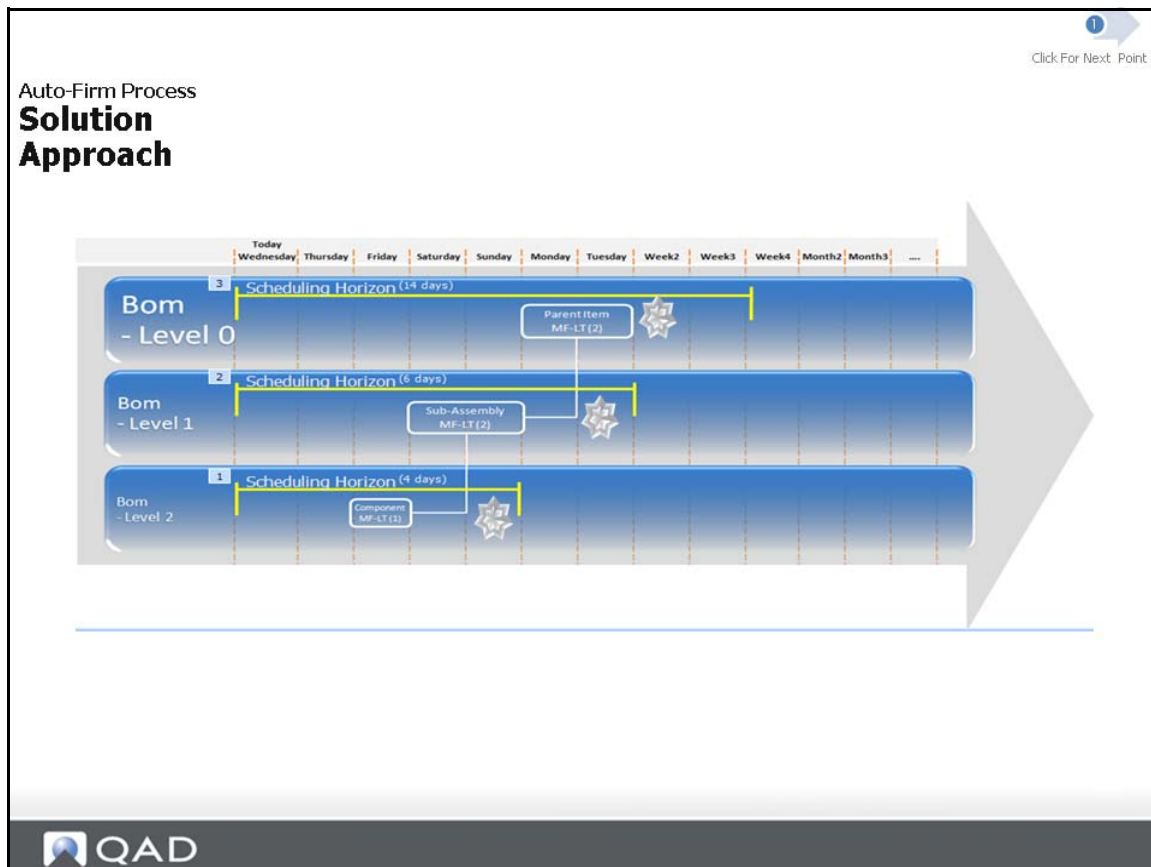 1
Click For Next Point
Auto-Firm Process
Solution
Approach
Today
Wednesday Thursday Friday Saturday Sunday Monday Tuesday Week2 Week3 Week4 Month2 Month3 ....
3 Scheduling Horizon (14 days)
Bom
- Level 0
Parent Item
MF-LT (2)
2 Scheduling Horizon (6 days)
Bom
- Level 1
Sub-Assembly
MF-LT (2)
1 Scheduling Horizon (4 days)
Bom
- Level 2
Component
MF-LT (1)
QAD